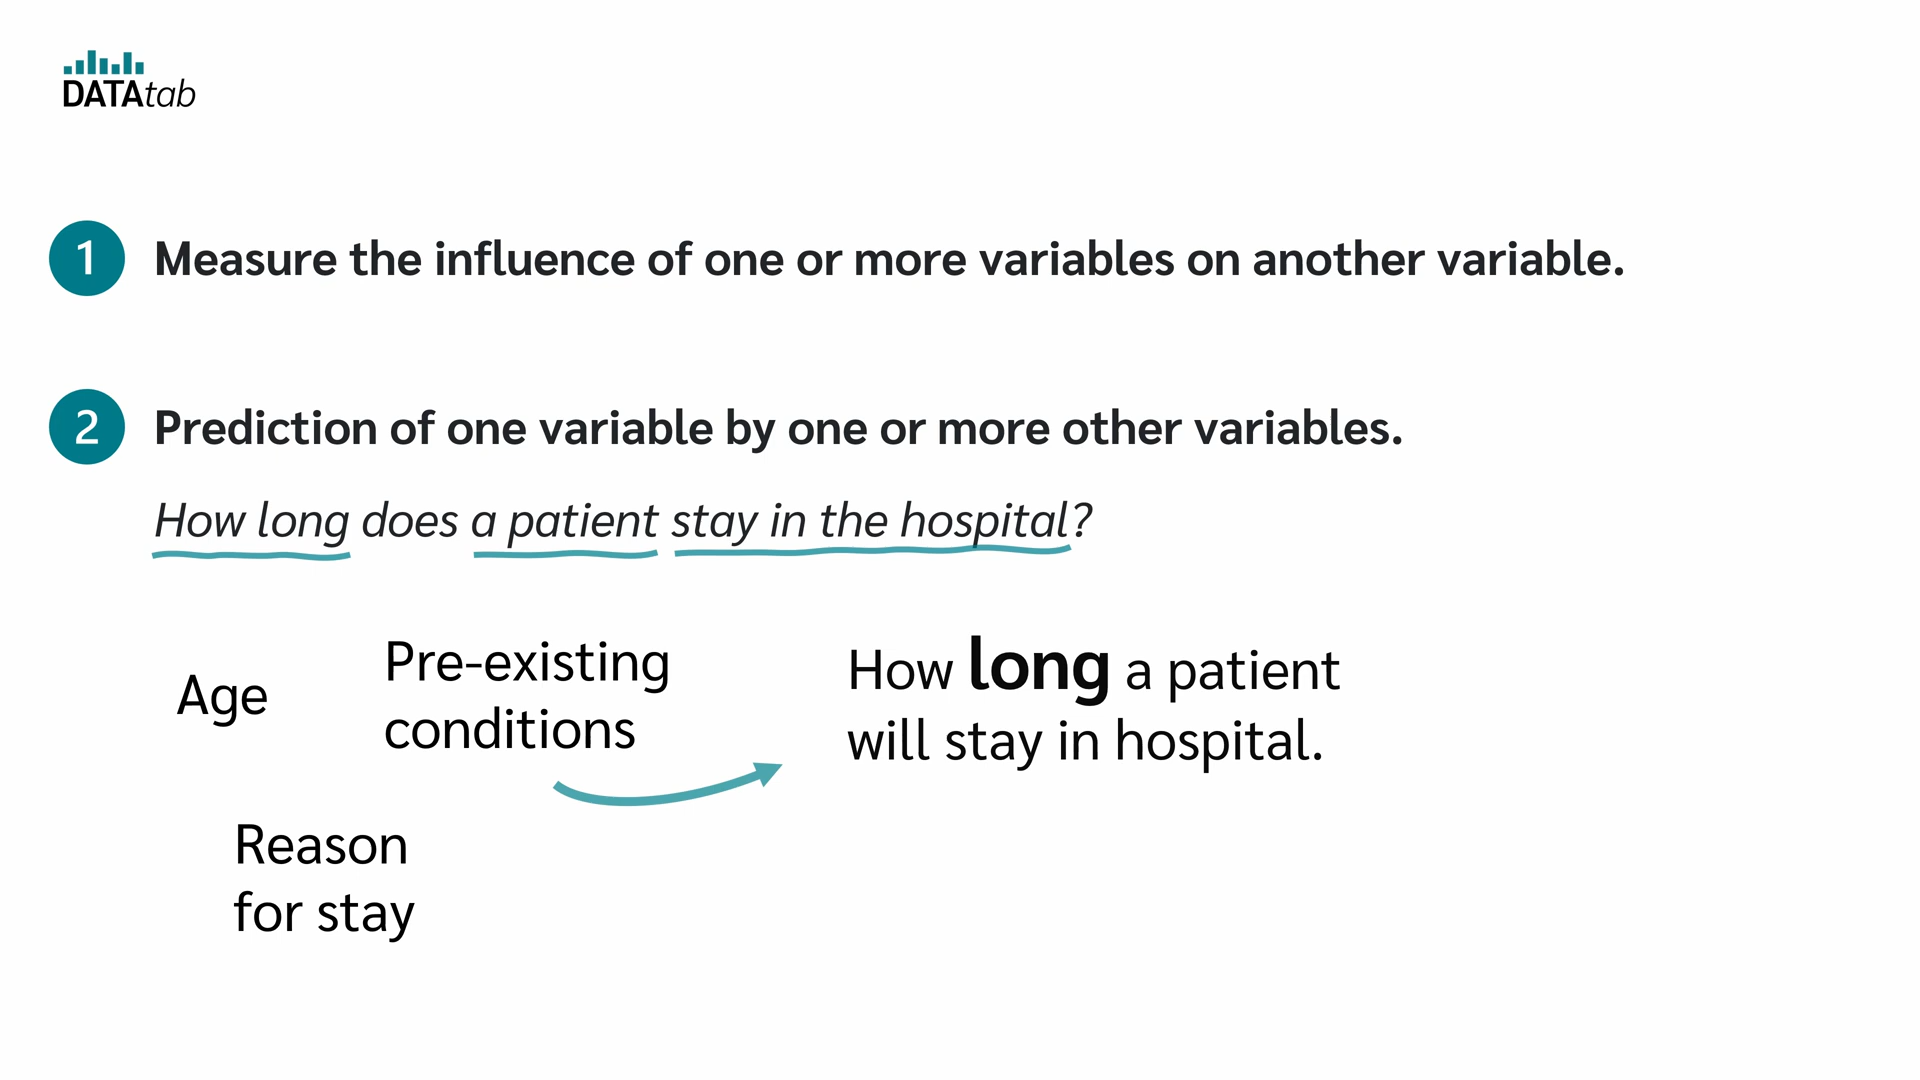 DATAtab
1 Measure the influence of one or more variables on another variable.
2 Prediction of one variable by one or more other variables.
How long does a patient stay in the hospital?
Age
Pre-existing
conditions
Reason
for stay
How long a patient
will stay in hospital.